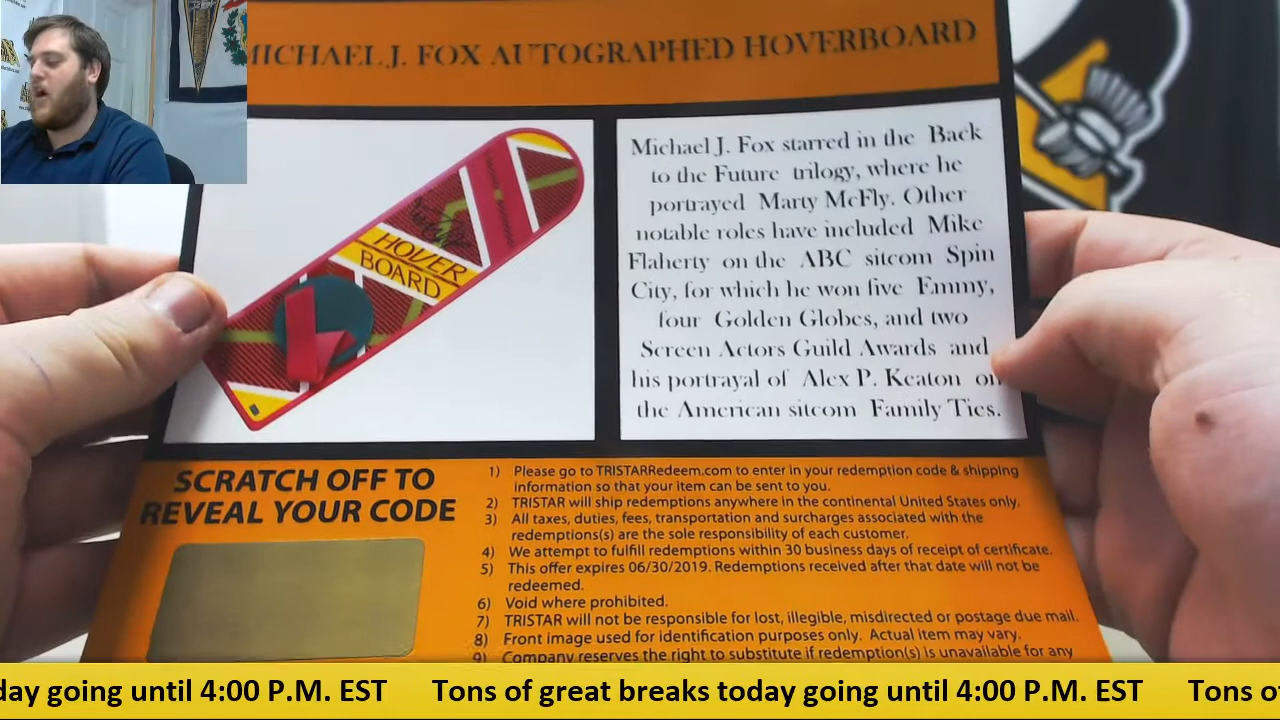 MICHAEL J. FOX AUTOGRAPHED HOVERBOARD
HOVER
BOARD
Michael J. Fox starred in the Back
to the Future trilogy, where he
portrayed Marty McFly. Other
notable roles have included Mike
Flaherty on the ABC sitcom Spin
City, for which he won five Emmy,
four Golden Globes, and two
Screen Actors Guild Awards and
his portrayal of Alex P. Keaton on
the American sitcom Family Ties.
SCRATCH OFF TO
REVEAL YOUR CODE
1) Please go to TRISTARRedeem.com to enter in your redemption code & shipping
information so that your item can be sent to you.
2) TRISTAR will ship redemptions anywhere in the continental United States only.
3) All taxes, duties, fees, transportation and surcharges associated with the
redemptions(s) are the sole responsibility of each customer.
4) We attempt to fulfill redemptions within 30 business days of receipt of certificate.
5) This offer expires 06/30/2019. Redemptions received after that date will not be
redeemed.
6) Void where prohibited.
7) TRISTAR will not be responsible for lost, illegible, misdirected or postage due mail.
8) Front image used for identification purposes only. Actual item may vary.
9) Company reserves the right to substitute if redemption(s) is unavailable for any
day going until 4:00 P.M. EST Tons of great breaks today going until 4:00 P.M. EST Tons of